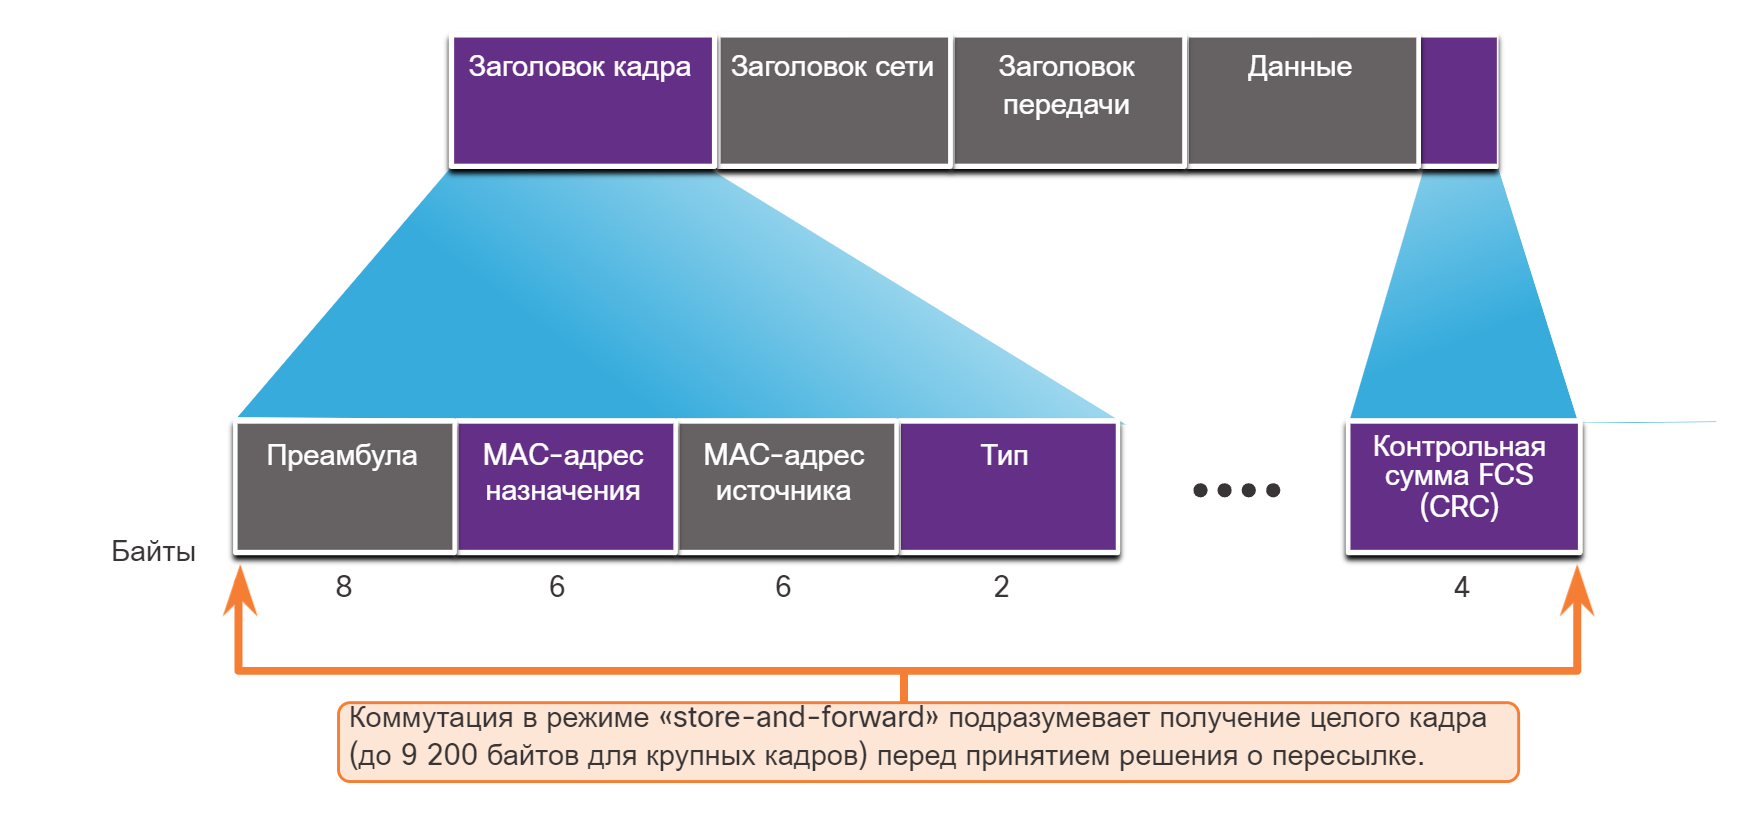 Заголовок кадра
Заголовок сети
Заголовок
передачи
Данные
Преамбула
MAC-адрес
назначения
MAC-адрес
источника
Тип
Контрольная
сумма FCS
(CRC)
Байты
8
6
6
2
4
Коммутация в режиме «store-and-forward» подразумевает получение целого кадра
(до 9 200 байтов для крупных кадров) перед принятием решения о пересылке.